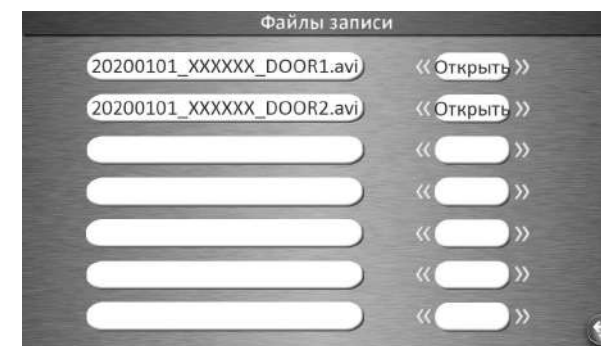 Файлы записи
20200101_XXXXXX_DOOR1.avi « Открыть »
20200101_XXXXXX_DOOR2.avi « Открыть »
« »
« »
« »
« »
« »